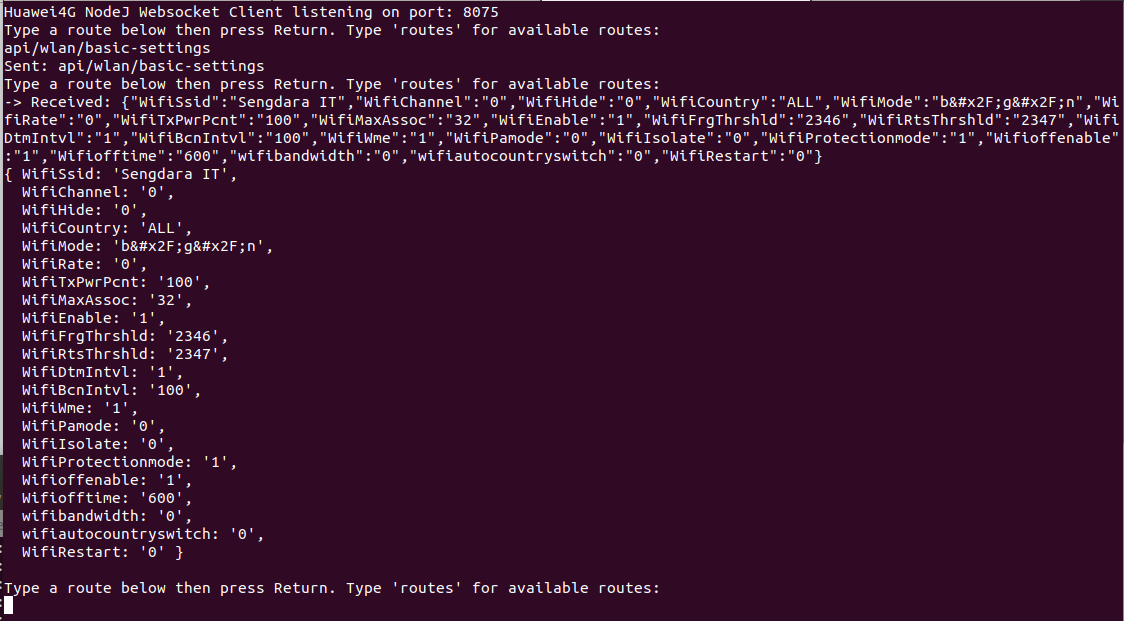 Huawei4G NodeJ Websocket Client listening on port: 8075
Type a route below then press Return. Type 'routes' for available routes:
api/wlan/basic-settings
Sent: api/wlan/basic-settings
Type a route below then press Return. Type 'routes' for available routes:
-> Received: {"WifiSsid":"Sengdara IT","WifiChannel":"0","WifiHide":"0","WifiCountry":"ALL","WifiMode":"b&#x2F;g&#x2F;n","Wi
fiRate":"0","WifiTxPwrPcnt":"100","WifiMaxAssoc":"32","WifiEnable":"1","WifiFrgThrshld":"2346","WifiRtsThrshld":"2347","Wifi
DtmIntvl":"1","WifiBcnIntvl":"100","WifiWme":"1","WifiPamode":"0","WifiIsolate":"0","WifiProtectionmode":"1","Wifioffenable"
:"1","Wifiofftime":"600","wifibandwidth":"0","wifiautocountryswitch":"0","WifiRestart":"0"}
{ WifiSsid: 'Sengdara IT',
  WifiChannel: '0',
  WifiHide: '0',
  WifiCountry: 'ALL',
  WifiMode: 'b&#x2F;g&#x2F;n',
  WifiRate: '0',
  WifiTxPwrPcnt: '100',
  WifiMaxAssoc: '32',
  WifiEnable: '1',
  WifiFrgThrshld: '2346',
  WifiRtsThrshld: '2347',
  WifiDtmIntvl: '1',
  WifiBcnIntvl: '100',
  WifiWme: '1',
  WifiPamode: '0',
  WifiIsolate: '0',
  WifiProtectionmode: '1',
  Wifioffenable: '1',
  Wifiofftime: '600',
  wifibandwidth: '0',
  wifiautocountryswitch: '0',
  WifiRestart: '0' }
Type a route below then press Return. Type 'routes' for available routes: